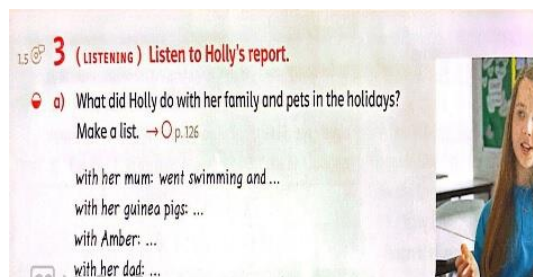 1.5 3 (LISTENING) Listen to Holly's report.
a) What did Holly do with her family and pets in the holidays?
Make a list. → p. 126
with her mum: went swimming and ...
with her guinea pigs: ...
with Amber: ...
with her dad: ...